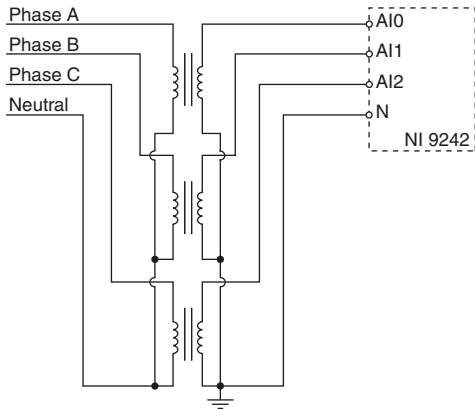 Phase A
Phase B
Phase C
Neutral
AI0
AI1
AI2
N
NI 9242